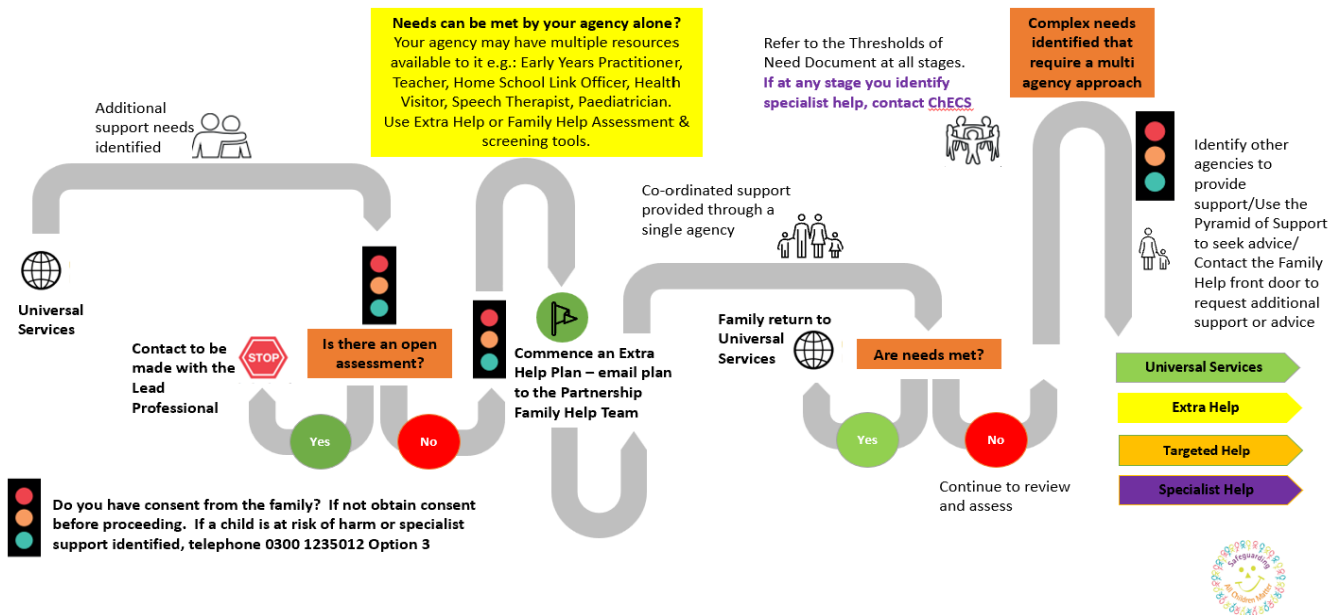 Additional
support needs
identified
Universal
Services
Needs can be met by your agency alone?
Your agency may have multiple resources
available to it e.g.: Early Years Practitioner,
Teacher, Home School Link Officer, Health
Visitor, Speech Therapist, Paediatrician.
Use Extra Help or Family Help Assessment &
screening tools.
Is there an open
assessment?
Contact to be
made with the
Lead
Professional
STOP
Yes
No
Commence an Extra
Help Plan – email plan
to the Partnership
Family Help Team
Co-ordinated support
provided through a
single agency
Family return to
Universal
Services
Are needs met?
Yes
No
Continue to review
and assess
Refer to the Thresholds of
Need Document at all stages.
If at any stage you identify
specialist help, contact ChECS
Complex needs
identified that
require a multi
agency approach
Identify other
agencies to
provide
support/Use the
Pyramid of Support
to seek advice/
Contact the Family
Help front door to
request additional
support or advice
Universal Services
Extra Help
Targeted Help
Specialist Help
Do you have consent from the family?  If not obtain consent
before proceeding.  If a child is at risk of harm or specialist
support identified, telephone 0300 1235012 Option 3
Safeguarding
All Children Matter